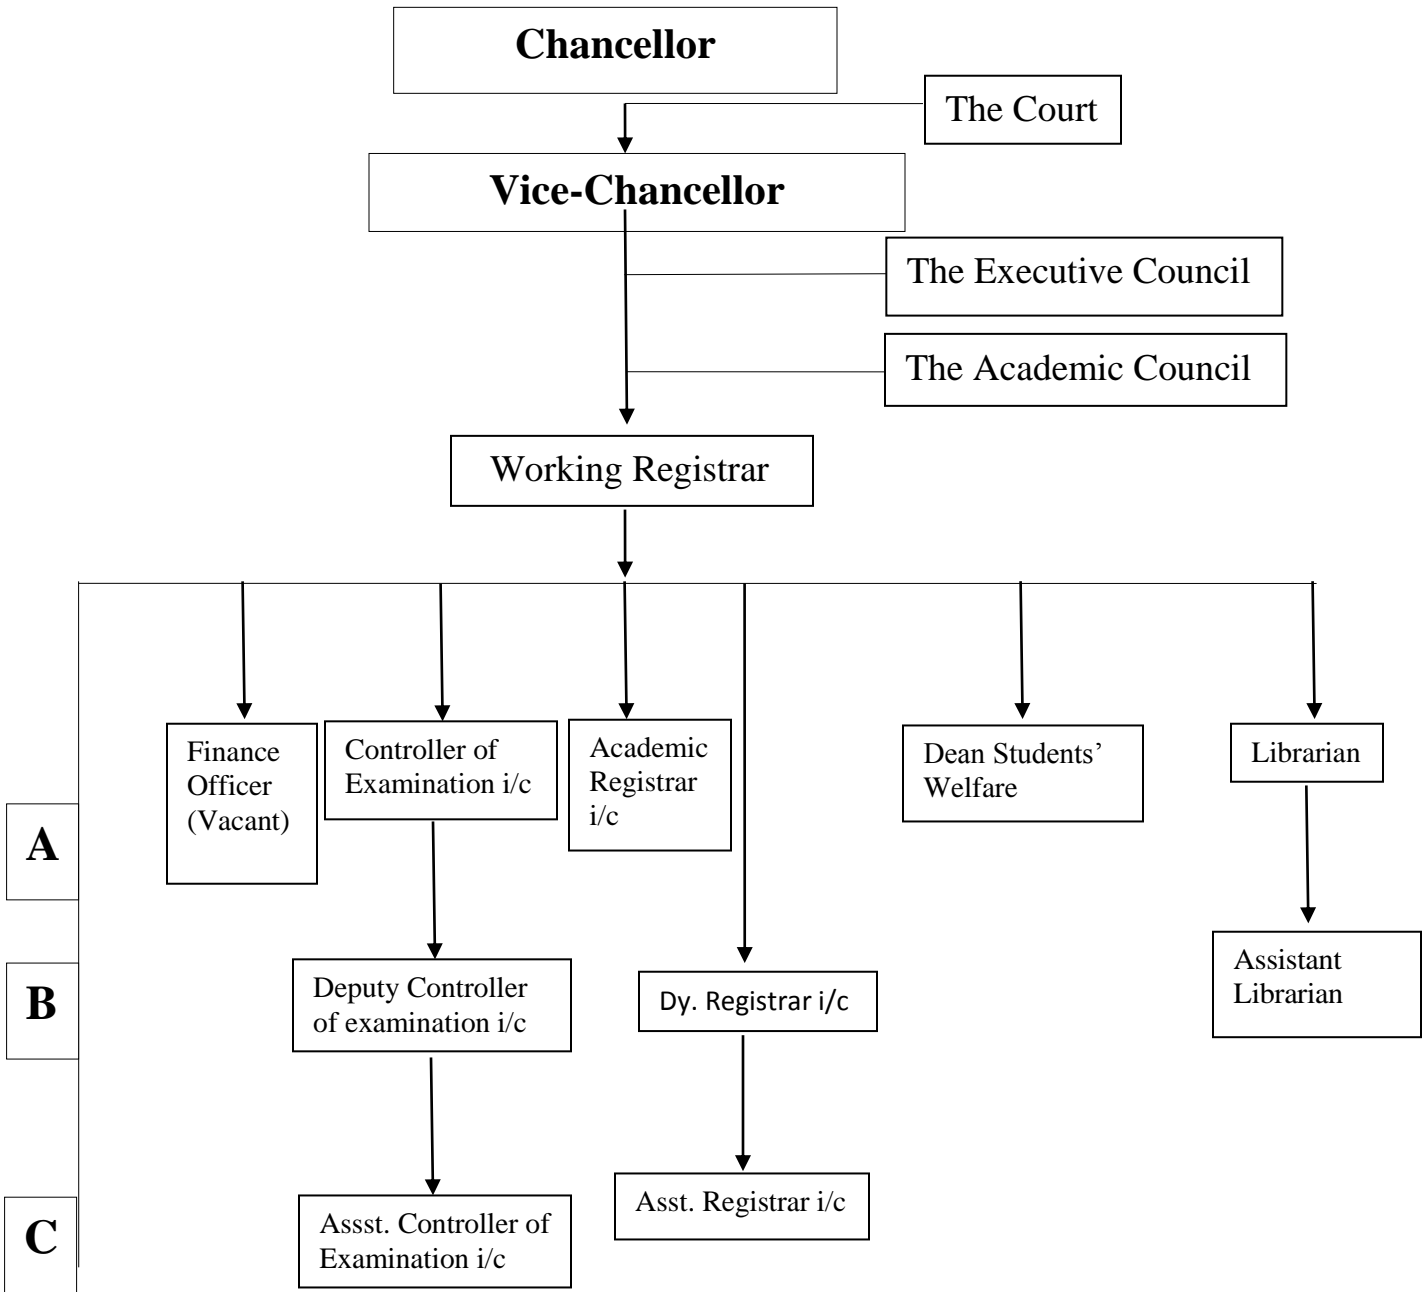 Chancellor
The Court
Vice-Chancellor
The Executive Council
The Academic Council
Working Registrar
Finance
Officer
(Vacant)
Controller of
Examination i/c
Academic
Registrar
i/c
Dean Students’
Welfare
Librarian
A
B
Deputy Controller
of examination i/c
Dy. Registrar i/c
Assistant
Librarian
C
Assst. Controller of
Examination i/c
Asst. Registrar i/c